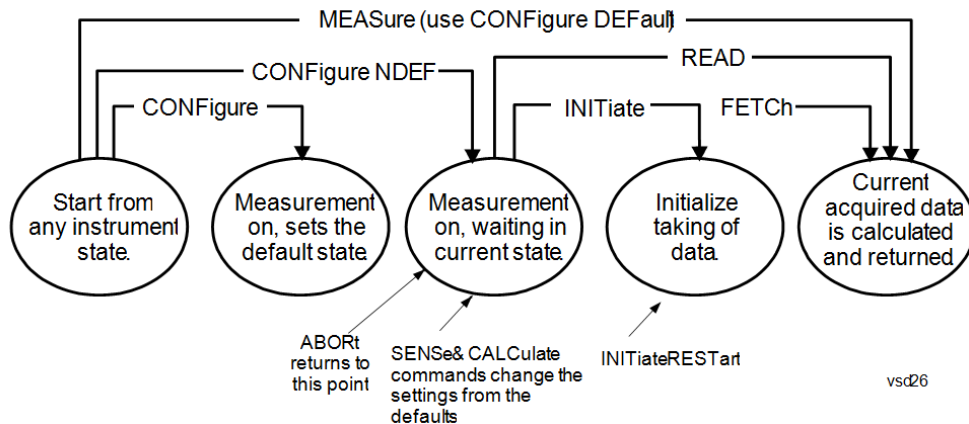 MEASure (use CONFigure DEFault)
CONFigure NDEF
READ
CONFigure
INITiate
FETCh
Start from
any instrument
state.
Measurement
on, sets the
default state.
Measurement
on, waiting in
current state.
Initialize
taking of
data.
Current
acquired data
is calculated
and returned.
ABORt
returns to
this point
SENSe& CALCulate
commands change the
settings from the
defaults
INITiateRESTart
vsd26